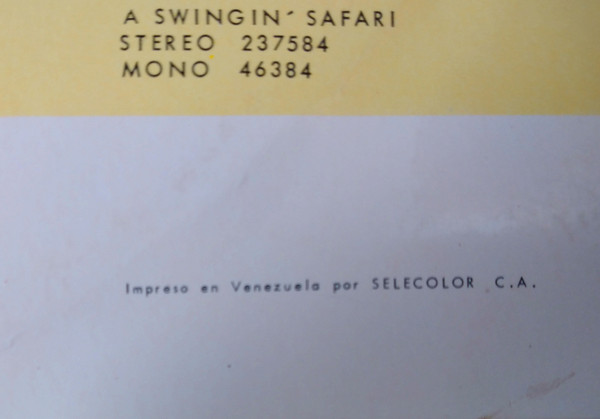 A SWINGIN´ SAFARI
STEREO 237584
MONO 46384
Impreso en Venezuela por SELECOLOR C.A.